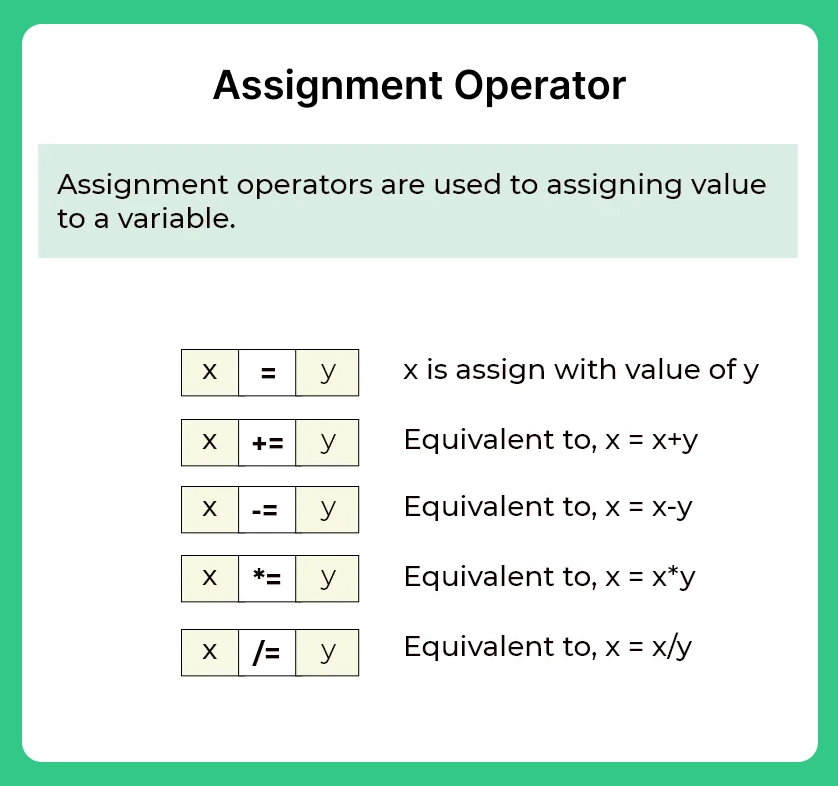 Assignment Operator
Assignment operators are used to assigning value
to a variable.
x = y x is assign with value of y
x += y Equivalent to, x = x+y
x -= y Equivalent to, x = x-y
x *= y Equivalent to, x = x*y
x /= y Equivalent to, x = x/y